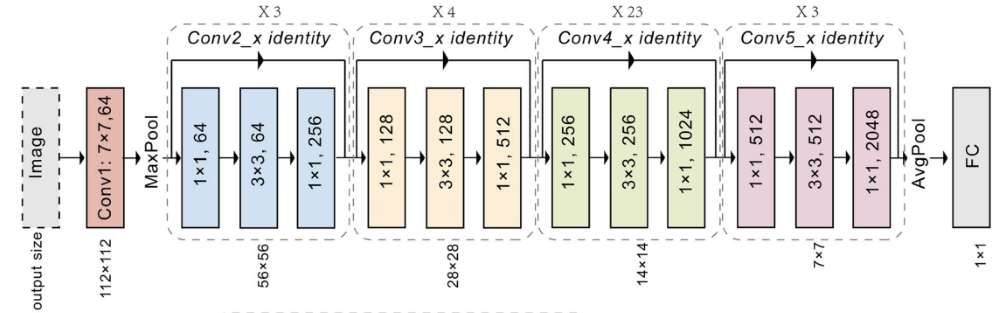 X 3
X 4
X 23
X 3
Conv2_x identity
Conv3_x identity
Conv4_x identity
Conv5_x identity
Image
Conv1: 7×7,64
MaxPool
1×1, 64
3×3, 64
1×1, 256
1×1, 128
3×3, 128
1×1, 512
1×1, 256
3×3, 256
1×1, 1024
1×1, 512
3×3, 512
1×1, 2048
AvgPool
FC
output size
112×112
56×56
28×28
14×14
7×7
1×1